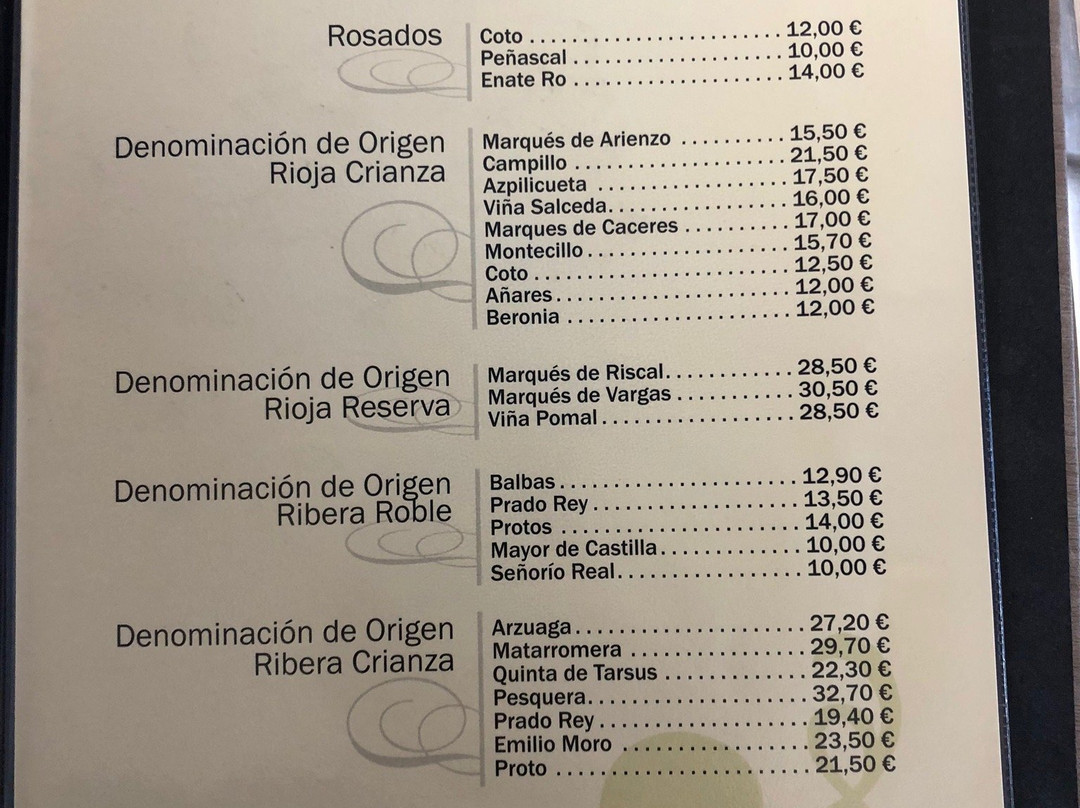 Rosados
Coto ........................ 12,00 €
Peñascal .................... 10,00 €
Enate Ro .................... 14,00 €
Denominación de Origen
Rioja Crianza
Marqués de Arienzo .......... 15,50 €
Campillo .................... 21,50 €
Azpilicueta ................. 17,50 €
Viña Salceda................. 16,00 €
Marques de Caceres .......... 17,00 €
Montecillo................... 15,70 €
Coto ........................ 12,50 €
Añares....................... 12,00 €
Beronia ..................... 12,00 €
Denominación de Origen
Rioja Reserva
Marqués de Riscal............ 28,50 €
Marqués de Vargas ........... 30,50 €
Viña Pomal................... 28,50 €
Denominación de Origen
Ribera Roble
Balbas....................... 12,90 €
Prado Rey.................... 13,50 €
Protos ...................... 14,00 €
Mayor de Castilla............ 10,00 €
Señorío Real................. 10,00 €
Denominación de Origen
Ribera Crianza
Arzuaga...................... 27,20 €
Matarromera ................. 29,70 €
Quinta de Tarsus ............ 22,30 €
Pesquera..................... 32,70 €
Prado Rey.................... 19,40 €
Emilio Moro ................. 23,50 €
Proto ....................... 21,50 €